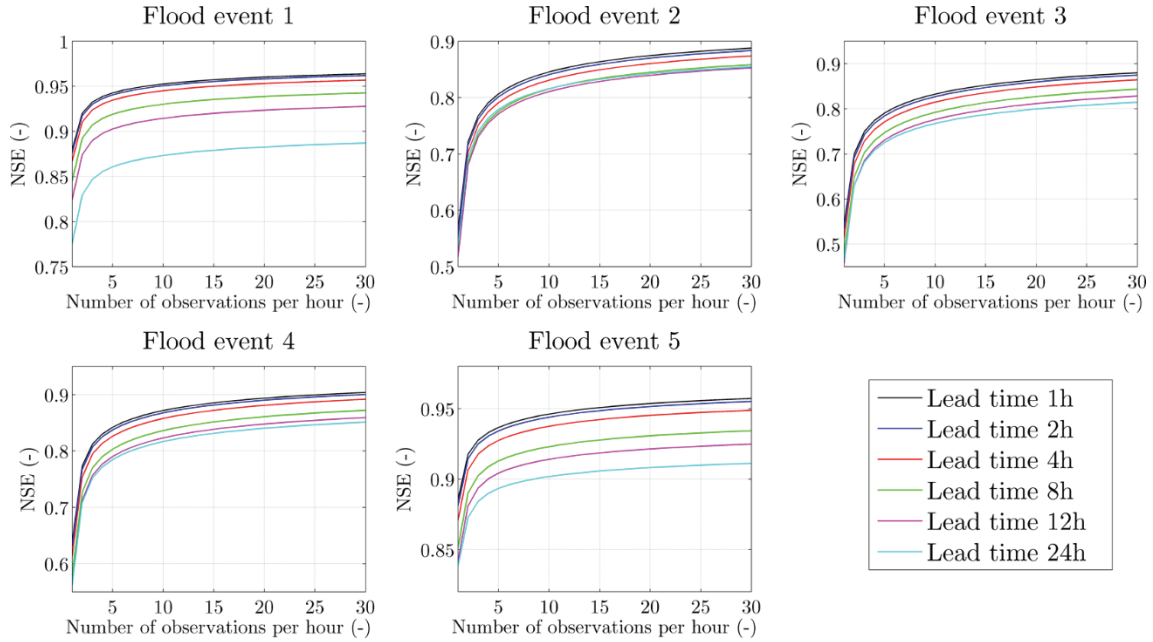 Flood event 1
Flood event 2
Flood event 3
1
0.95
0.9
0.85
0.8
0.75
NSE (-)
5 10 15 20 25 30
Number of observations per hour (-)
0.9
0.8
0.7
0.6
0.5
NSE (-)
5 10 15 20 25 30
Number of observations per hour (-)
0.9
0.8
0.7
0.6
0.5
NSE (-)
5 10 15 20 25 30
Number of observations per hour (-)
Flood event 4
Flood event 5
0.9
0.8
0.7
0.6
NSE (-)
5 10 15 20 25 30
Number of observations per hour (-)
0.95
0.9
0.85
NSE (-)
5 10 15 20 25 30
Number of observations per hour (-)
Lead time 1h
Lead time 2h
Lead time 4h
Lead time 8h
Lead time 12h
Lead time 24h